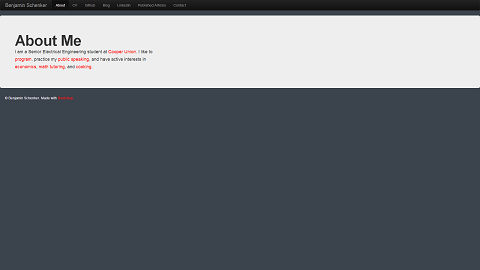 Benjamin Schenker About CV Github Blog LinkedIn Published Articles Contact
About Me
I am a Senior Electrical Engineering student at Cooper Union. I like to
program, practice my public speaking, and have active interests in
economics, math tutoring, and cooking.
© Benjamin Schenker. Made with